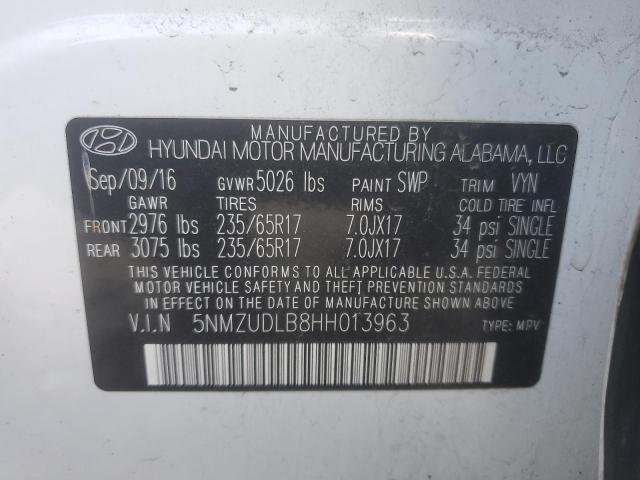 MANUFACTURED BY
HYUNDAI MOTOR MANUFACTURING ALABAMA, LLC
Sep/09/16 GVWR 5026 lbs PAINT SWP TRIM VYN
GAWR TIRES RIMS COLD TIRE INFL
FRONT 2976 lbs 235/65R17 7.0JX17 34 psi SINGLE
REAR 3075 lbs 235/65R17 7.0JX17 34 psi SINGLE
THIS VEHICLE CONFORMS TO ALL APPLICABLE U.S.A. FEDERAL
MOTOR VEHICLE SAFETY AND THEFT PREVENTION STANDARDS
IN EFFECT ON THE DATE OF MANUFACTURE SHOWN ABOVE.
V.I.N 5NMZUDLB8HH013963 TYPE: MPV